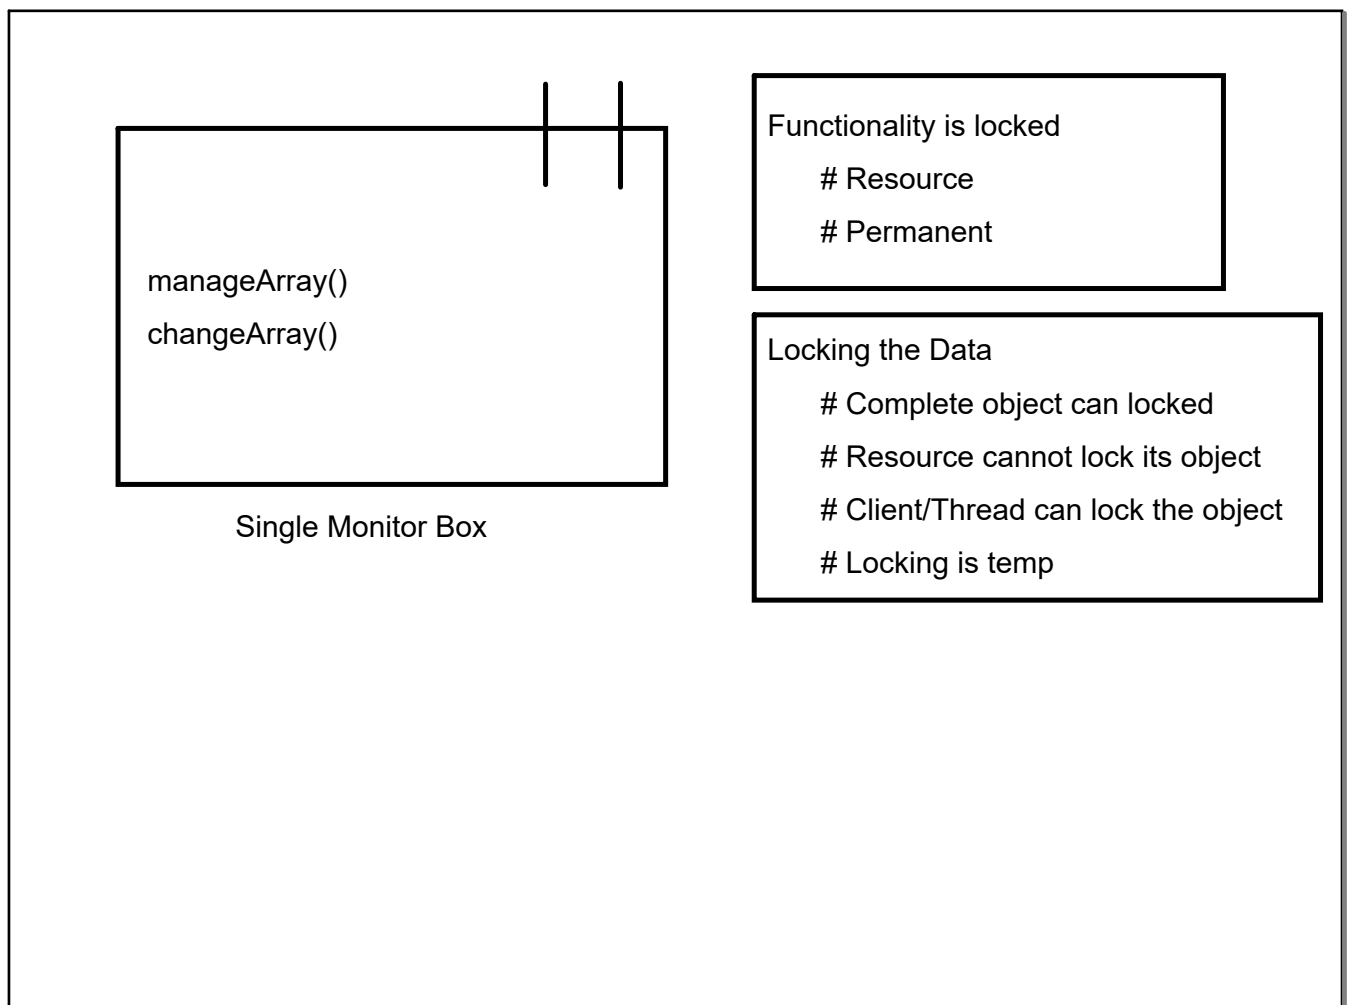 manageArray()
changeArray()
Single Monitor Box
Functionality is locked
# Resource
# Permanent
Locking the Data
# Complete object can locked
# Resource cannot lock its object
# Client/Thread can lock the object
# Locking is temp